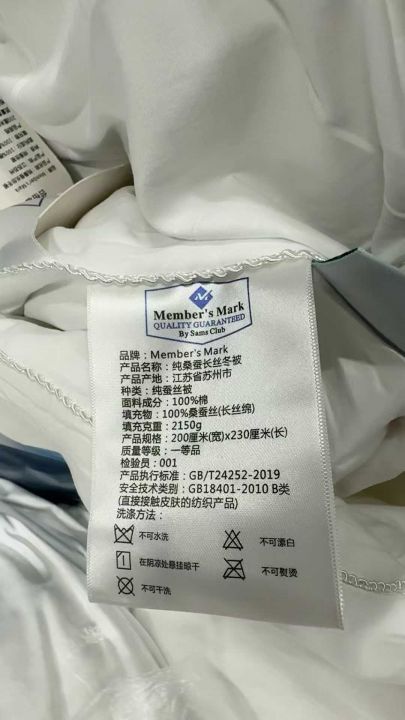 Member's Mark
QUALITY GUARANTEED
By Sams Club
品牌：Member's Mark
产品名称：纯桑蚕长丝冬被
产品产地：江苏省苏州市
种类：纯蚕丝被
面料成分：100%棉
填充物：100%桑蚕丝(长丝绵)
填充克重：2150g
产品规格：200厘米(宽)x230厘米(长)
质量等级：一等品
检验员：001
产品执行标准：GB/T24252-2019
安全技术类别：GB18401-2010 B类
(直接接触皮肤的纺织产品)
洗涤方法：
不可水洗 不可漂白
在阴凉处悬挂晾干 不可熨烫
不可干洗